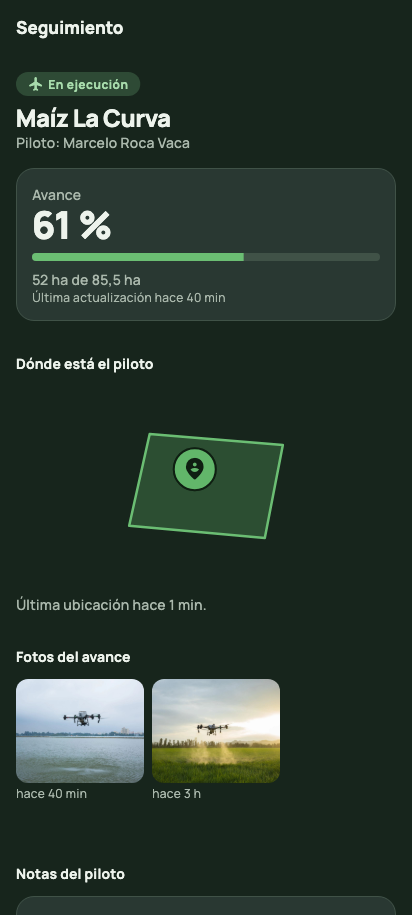 Seguimiento
En ejecución
Maíz La Curva
Piloto: Marcelo Roca Vaca
Avance
61 %
52 ha de 85,5 ha
Última actualización hace 40 min
Dónde está el piloto
Última ubicación hace 1 min.
Fotos del avance
hace 40 min
hace 3 h
Notas del piloto